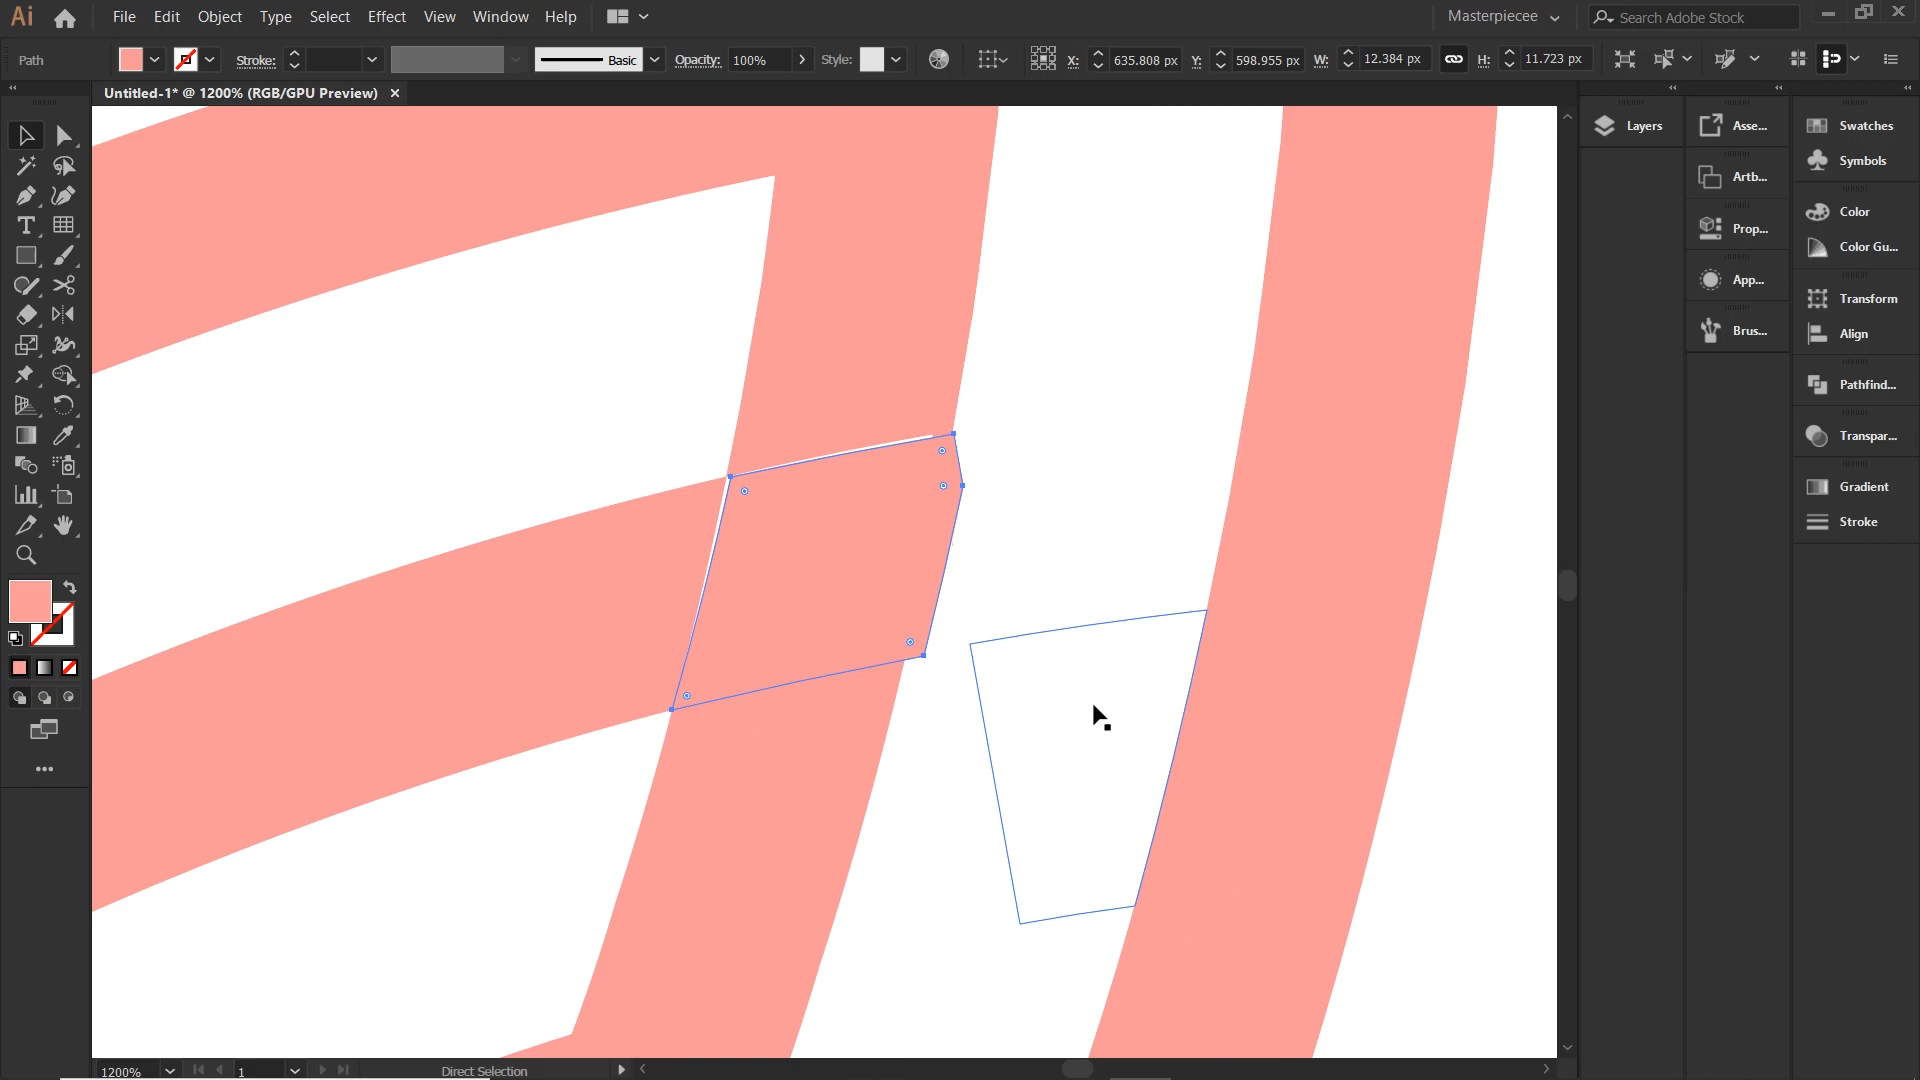 Ai File Edit Object Type Select Effect View Window Help Masterpiecee Search Adobe Stock
Path Stroke: Basic Opacity: 100% Style: X: 635.808 px Y: 598.955 px W: 12.384 px H: 11.723 px
Untitled-1* @ 1200% (RGB/GPU Preview)
Layers
Asse...
Artb...
Prop...
App...
Brus...
Swatches
Symbols
Color
Color Gu...
Transform
Align
Pathfind...
Transpar...
Gradient
Stroke
1200% 1 Direct Selection